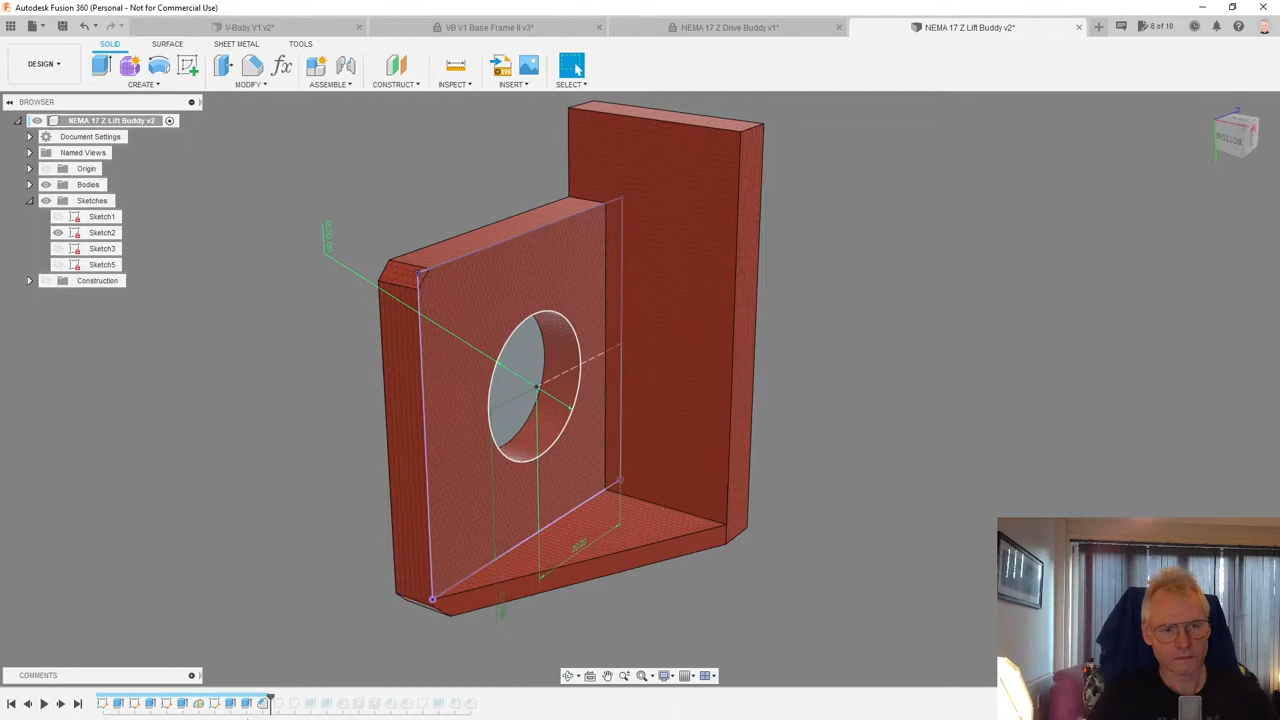 Autodesk Fusion 360 (Personal - Not for Commercial Use)
V-Baby V1 v2*
VB V1 Base Frame II v3*
NEMA 17 Z Drive Buddy v1*
NEMA 17 Z Lift Buddy v2*
8 of 10
SOLID
SURFACE
SHEET METAL
TOOLS
DESIGN
CREATE
MODIFY
ASSEMBLE
CONSTRUCT
INSPECT
INSERT
SELECT
BROWSER
NEMA 17 Z Lift Buddy v2
Document Settings
Named Views
Origin
Bodies
Sketches
Sketch1
Sketch2
Sketch3
Sketch5
Construction
BOTTOM
Z
X
20.00
COMMENTS